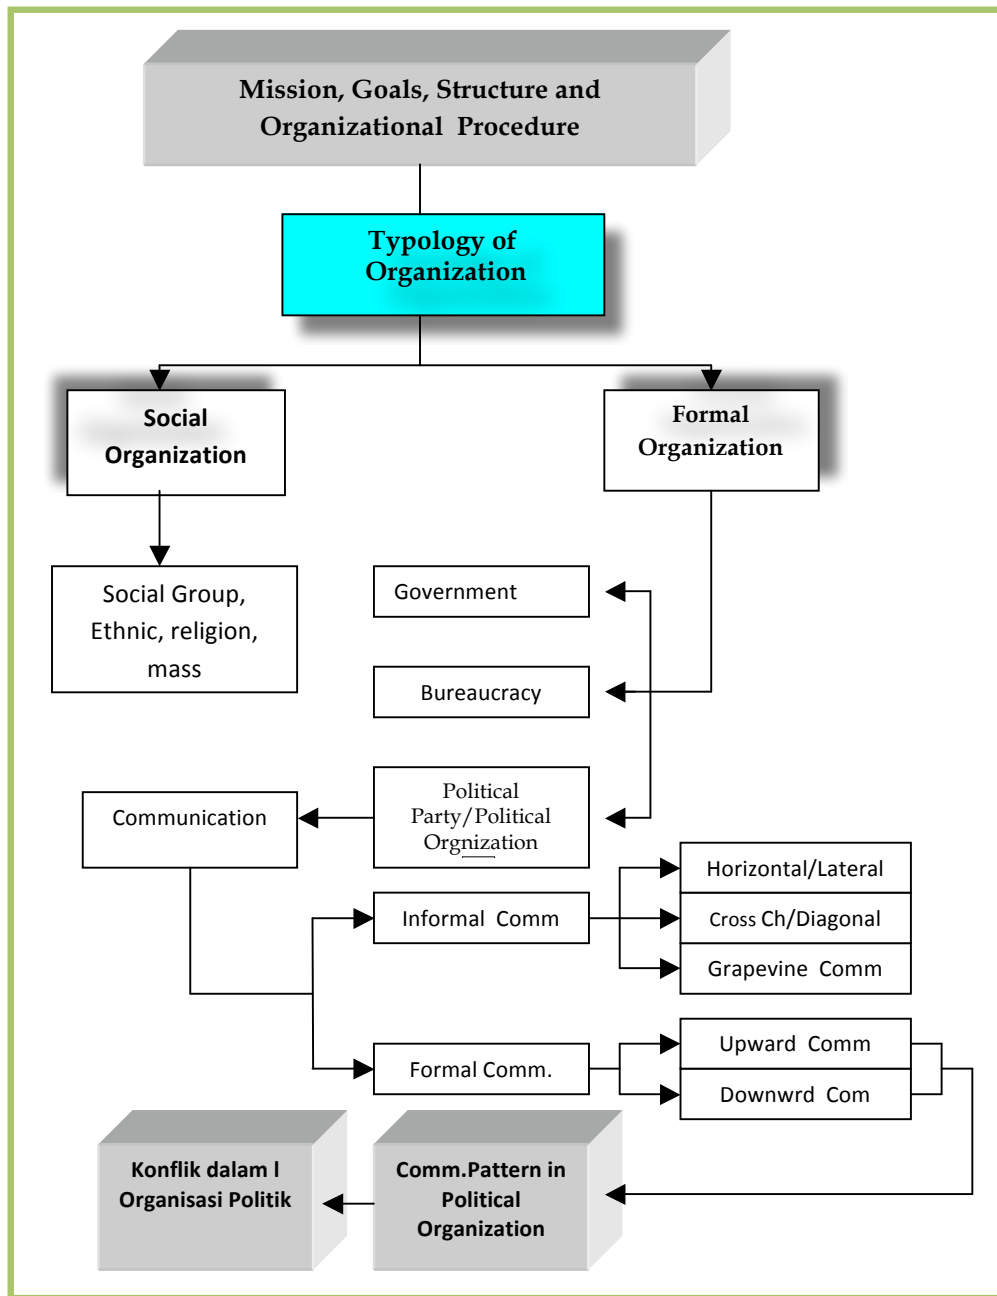 Mission, Goals, Structure and
Organizational Procedure
Typology of
Organization
Social
Organization
Formal
Organization
Social Group,
Ethnic, religion,
mass
Government
Bureaucracy
Political
Party/Political
Orgnization
Communication
Informal Comm
Horizontal/Lateral
Cross Ch/Diagonal
Grapevine Comm
Formal Comm.
Upward Comm
Downwrd Com
Konflik dalam l
Organisasi Politik
Comm.Pattern in
Political
Organization